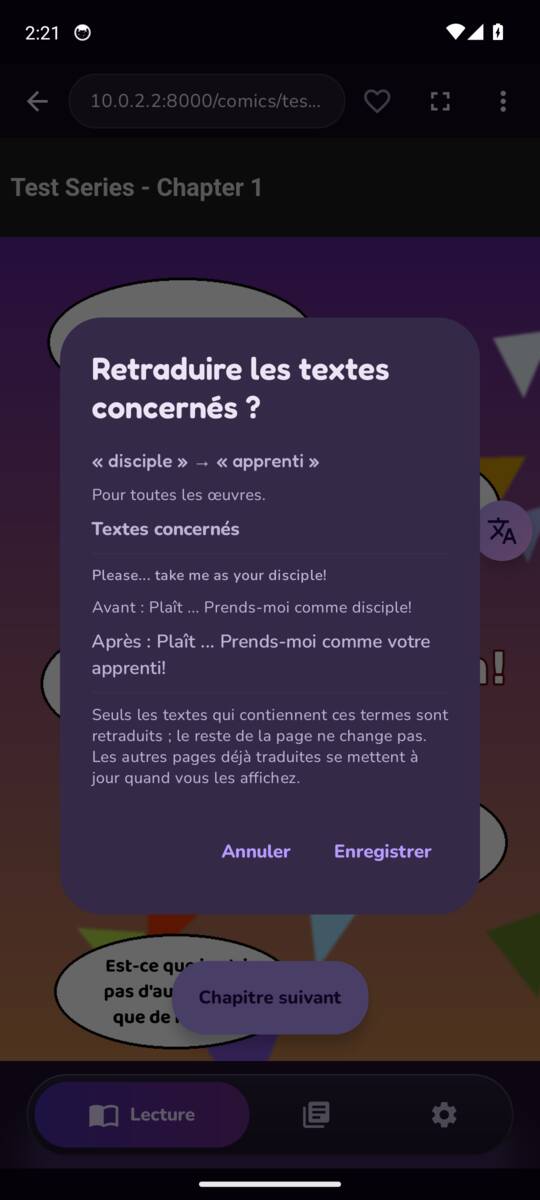 2:21
10.0.2.2:8000/comics/tes...
Test Series - Chapter 1
Retraduire les textes
concernés ?
« disciple » → « apprenti »
Pour toutes les œuvres.
Textes concernés
Please... take me as your disciple!
Avant : Plaît ... Prends-moi comme disciple!
Après : Plaît ... Prends-moi comme votre
apprenti!
Seuls les textes qui contiennent ces termes sont
retraduits ; le reste de la page ne change pas.
Les autres pages déjà traduites se mettent à
jour quand vous les affichez.
Annuler
Enregistrer
Est-ce que
pas d'au
que de
Chapitre suivant
Lecture